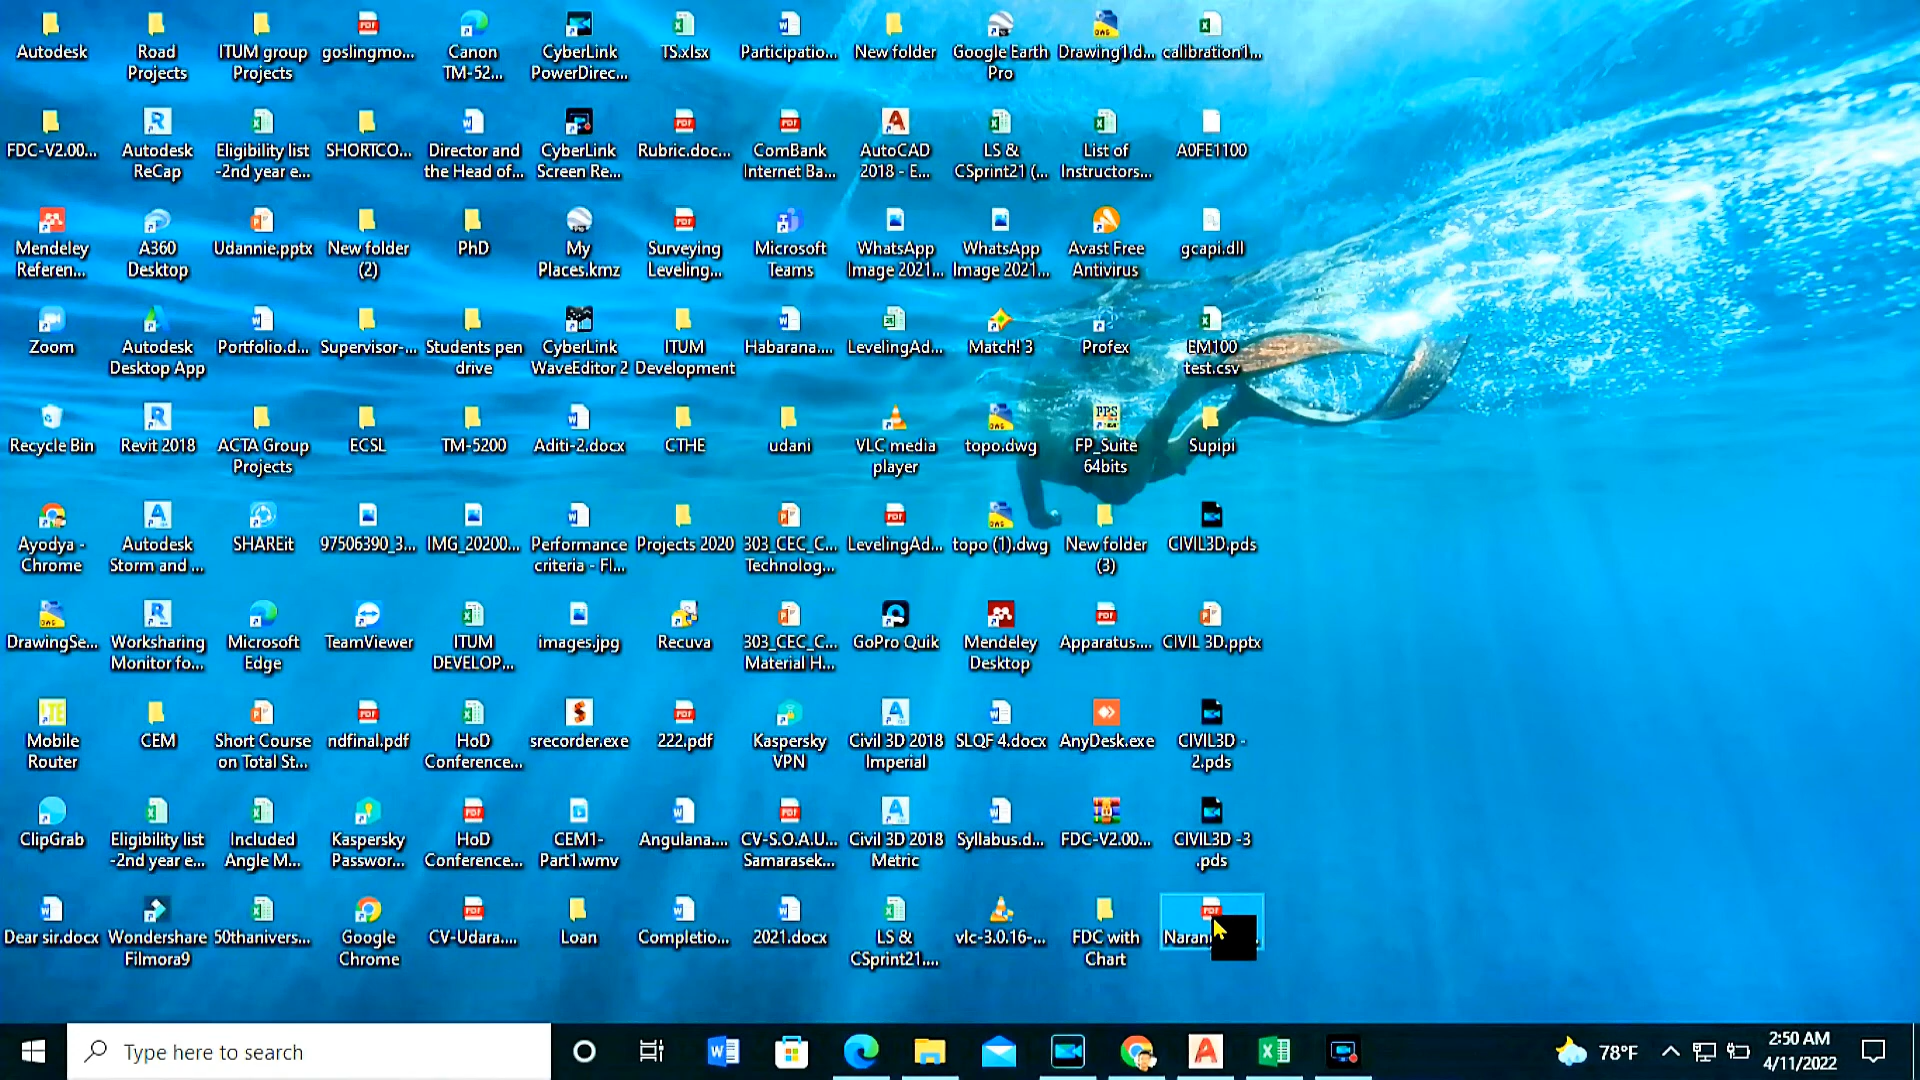 Autodesk
Road
Projects
ITUM group
Projects
goslingmo...
Canon
TM-52...
CyberLink
PowerDirec...
TS.xlsx
Participatio...
New folder
Google Earth
Pro
Drawing1.d...
calibration1...
FDC-V2.00...
Autodesk
ReCap
Eligibility list
-2nd year e...
SHORTCO...
Director and
the Head of...
CyberLink
Screen Re...
Rubric.doc...
ComBank
Internet Ba...
AutoCAD
2018 - E...
LS &
CSprint21 (...
List of
Instructors...
A0FE1100
Mendeley
Referen...
A360
Desktop
Udannie.pptx
New folder
(2)
PhD
My
Places.kmz
Surveying
Leveling...
Microsoft
Teams
WhatsApp
Image 2021...
WhatsApp
Image 2021...
Avast Free
Antivirus
gcapi.dll
Zoom
Autodesk
Desktop App
Portfolio.d...
Supervisor-...
Students pen
drive
CyberLink
WaveEditor 2
ITUM
Development
Habarana....
LevelingAd...
Match! 3
Profex
EM100
test.csv
Recycle Bin
Revit 2018
ACTA Group
Projects
ECSL
TM-5200
Aditi-2.docx
CTHE
udani
VLC media
player
topo.dwg
FP_Suite
64bits
Supipi
Ayodya -
Chrome
Autodesk
Storm and ...
SHAREit
97506390_3...
IMG_20200...
Performance
criteria - Fl...
Projects 2020
303_CEC_C...
Technolog...
LevelingAd...
topo (1).dwg
New folder
(3)
CIVIL3D.pds
DrawingSe...
Worksharing
Monitor fo...
Microsoft
Edge
TeamViewer
ITUM
DEVELOP...
images.jpg
Recuva
303_CEC_C...
Material H...
GoPro Quik
Mendeley
Desktop
Apparatus....
CIVIL 3D.pptx
Mobile
Router
CEM
Short Course
on Total St...
ndfinal.pdf
HoD
Conference...
srecorder.exe
222.pdf
Kaspersky
VPN
Civil 3D 2018
Imperial
SLQF 4.docx
AnyDesk.exe
CIVIL3D -
2.pds
ClipGrab
Eligibility list
-2nd year e...
Included
Angle M...
Kaspersky
Passwor...
HoD
Conference...
CEM1-
Part1.wmv
Angulana....
CV-S.O.A.U...
Samarasek...
Civil 3D 2018
Metric
Syllabus.d...
FDC-V2.00...
CIVIL3D -3
.pds
Dear sir.docx
Wondershare
Filmora9
50thanivers...
Google
Chrome
CV-Udara....
Loan
Completio...
2021.docx
LS &
CSprint21....
vlc-3.0.16-...
FDC with
Chart
Type here to search
78°F
2:50 AM
4/11/2022